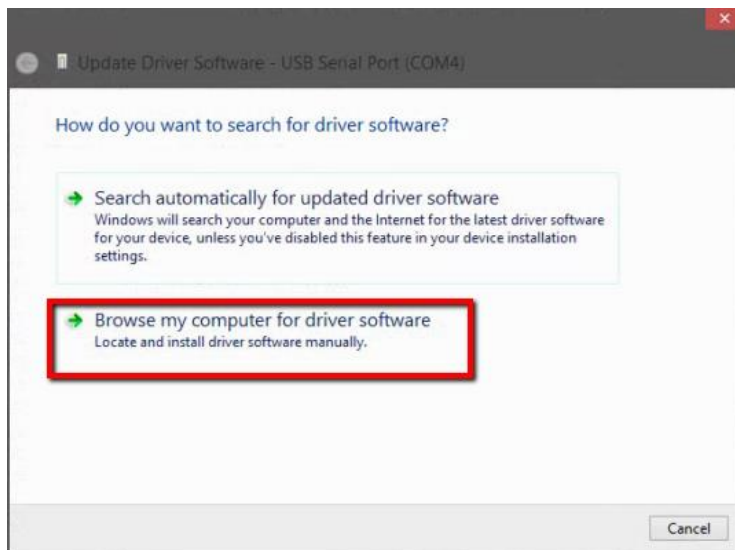 Update Driver Software - USB Serial Port (COM4)
How do you want to search for driver software?
Search automatically for updated driver software
Windows will search your computer and the Internet for the latest driver software
for your device, unless you've disabled this feature in your device installation
settings.
Browse my computer for driver software
Locate and install driver software manually.
Cancel